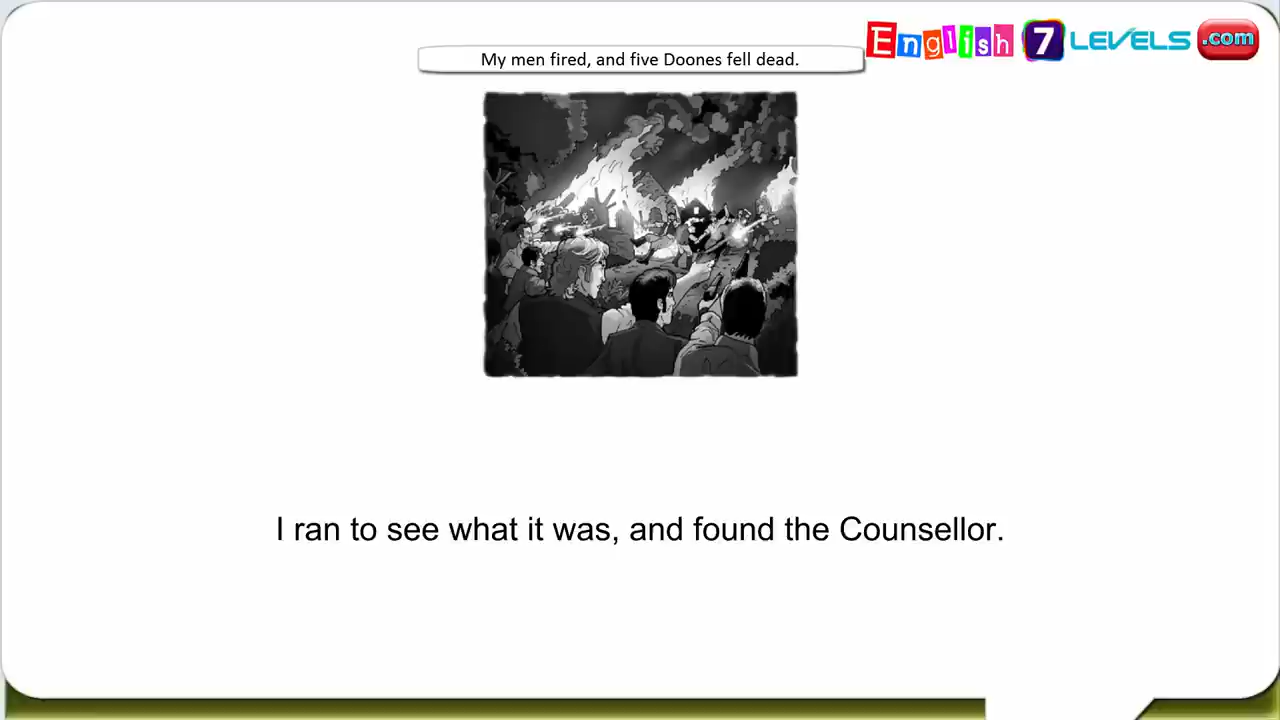 English 7 LEVELS .com
My men fired, and five Doones fell dead.
I ran to see what it was, and found the Counsellor.